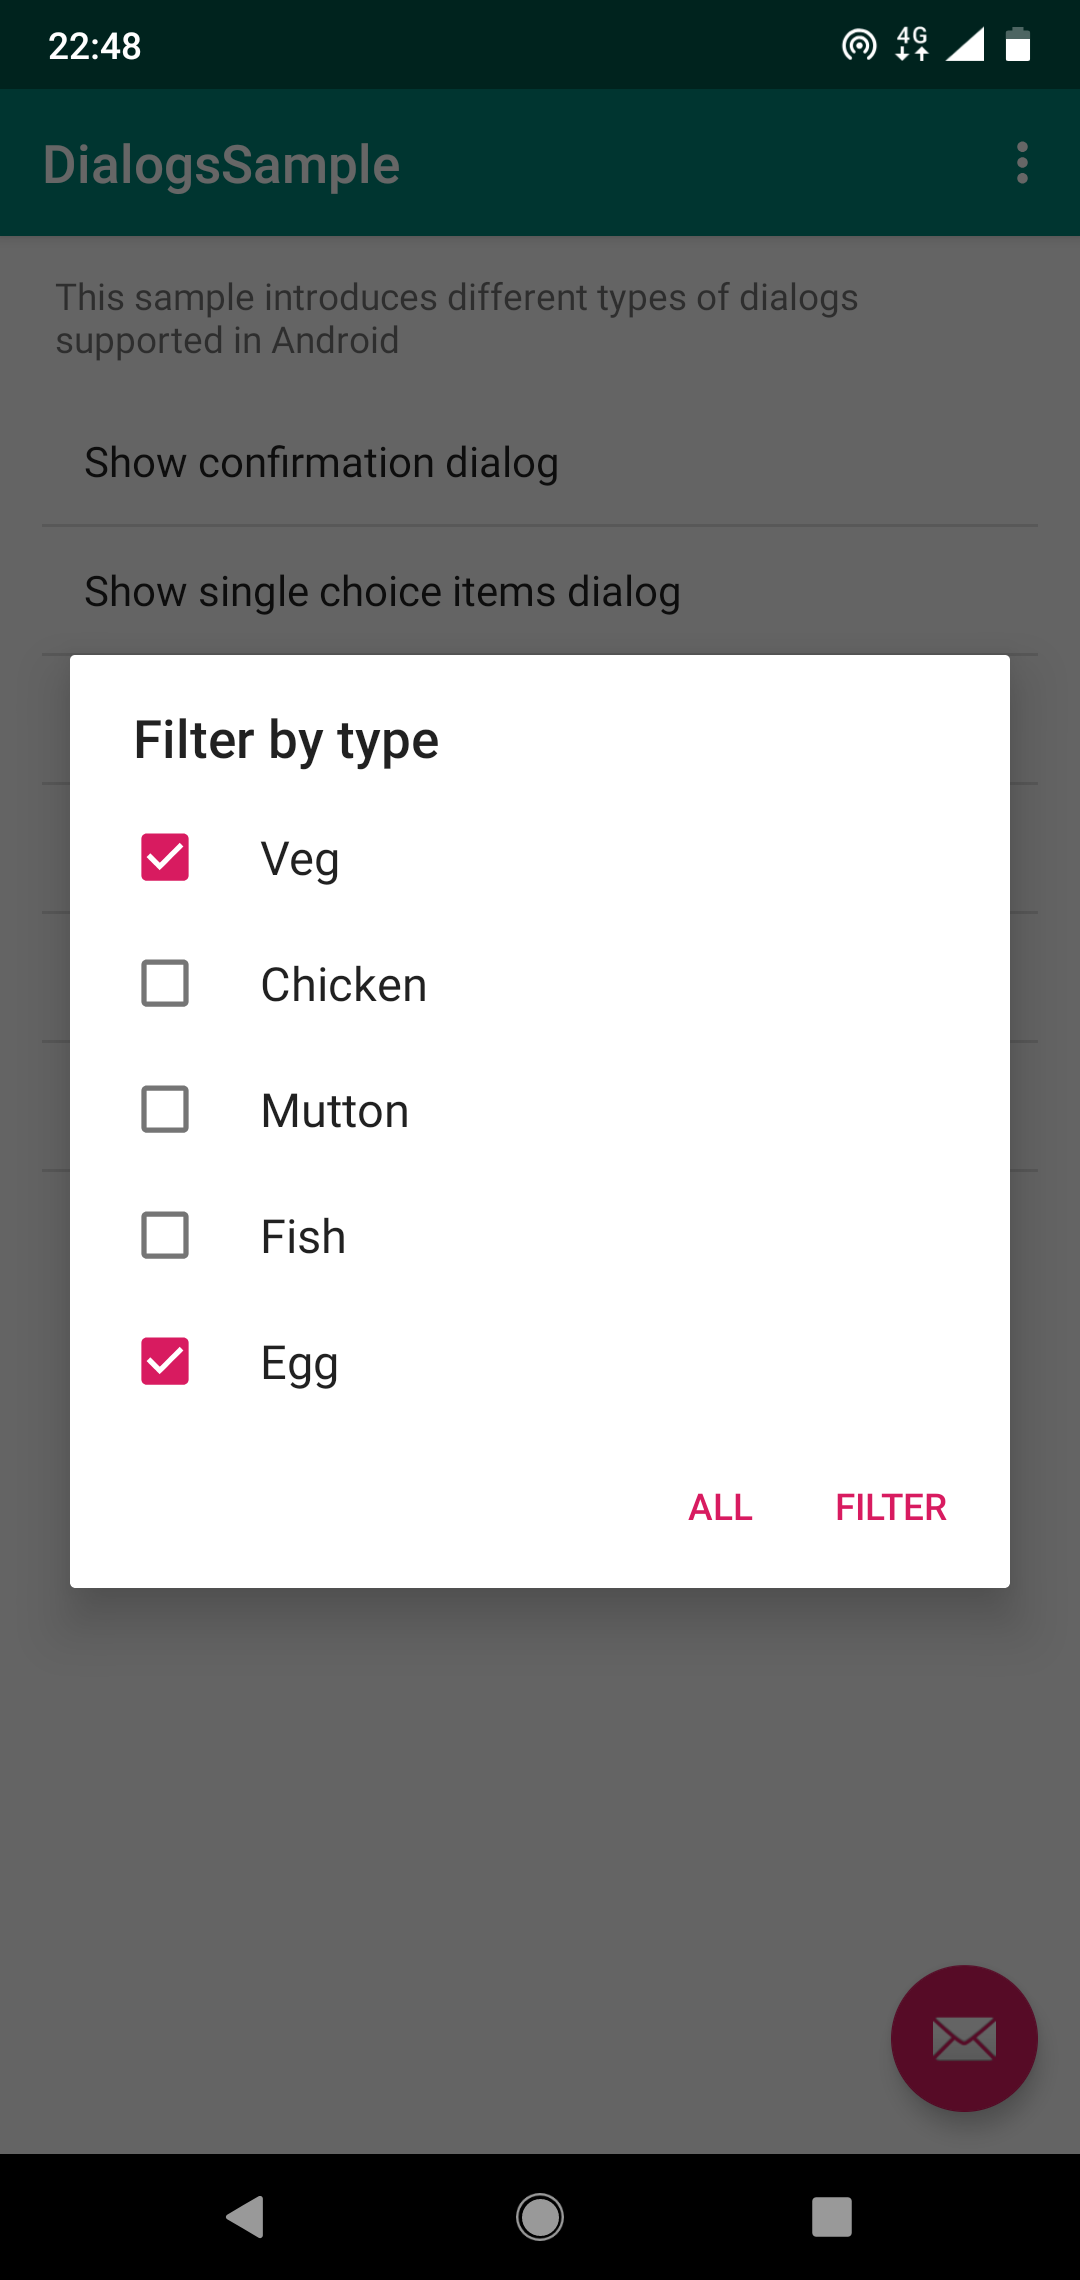 22:48
4G
DialogsSample
This sample introduces different types of dialogs
supported in Android
Show confirmation dialog
Show single choice items dialog
Filter by type
Veg
Chicken
Mutton
Fish
Egg
ALL FILTER